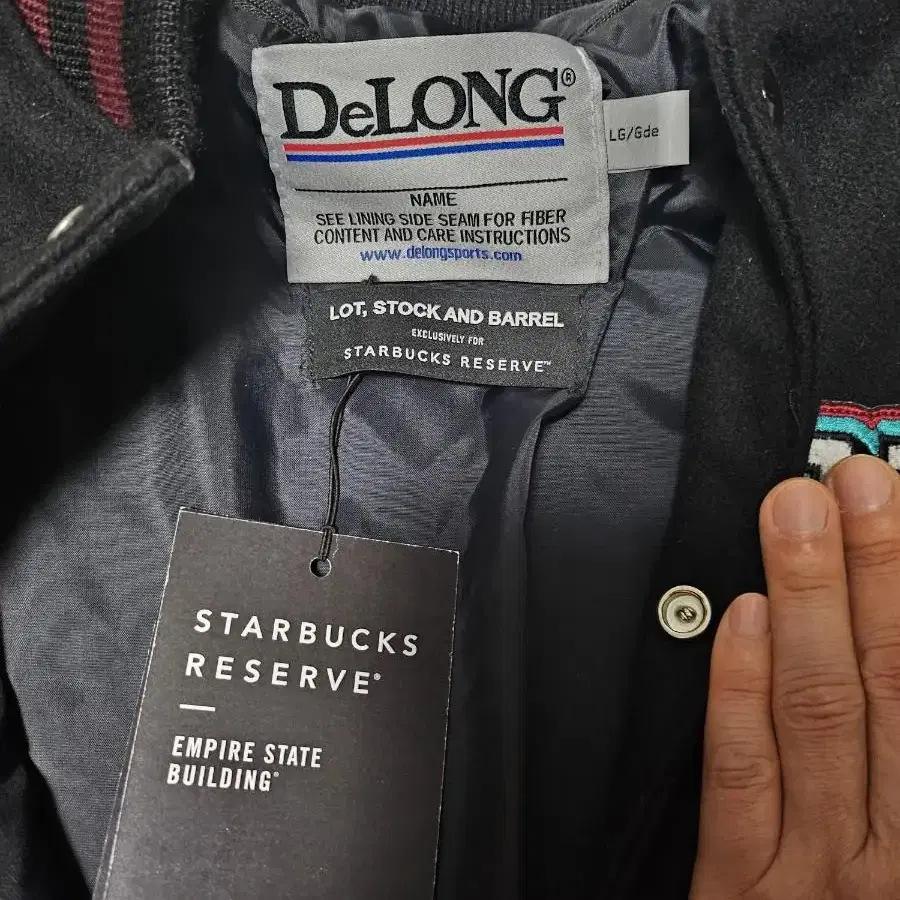 DeLONG®
LG/Gde
NAME
SEE LINING SIDE SEAM FOR FIBER
CONTENT AND CARE INSTRUCTIONS
www.delongsports.com
LOT, STOCK AND BARREL
EXCLUSIVELY FOR
STARBUCKS RESERVE™
STARBUCKS
RESERVE®
EMPIRE STATE
BUILDING®